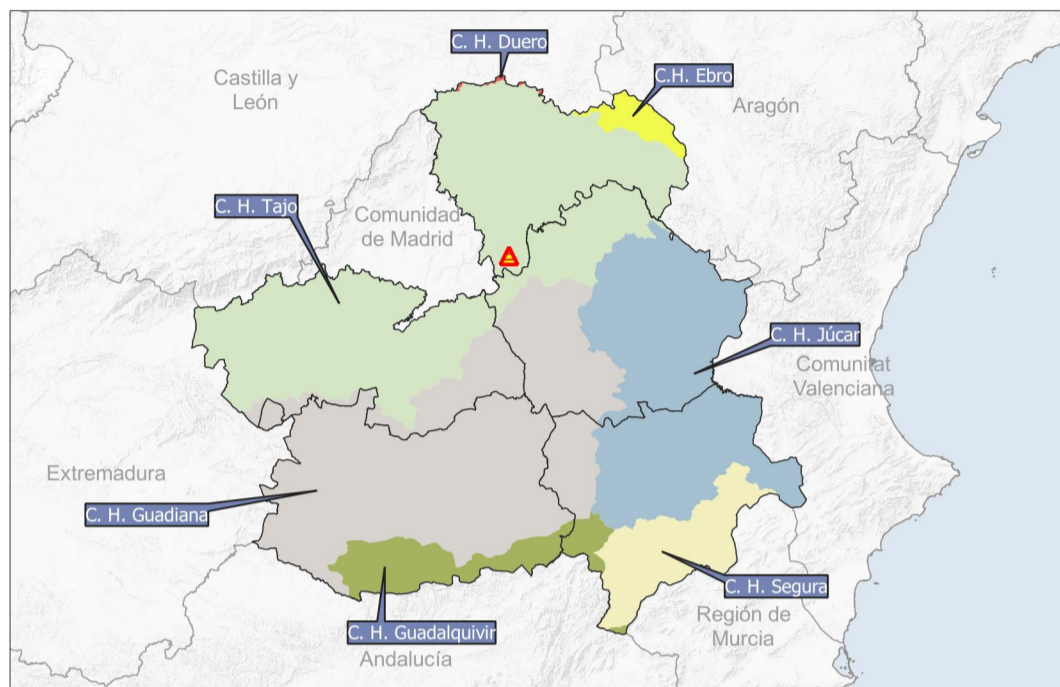 C. H. Duero
Castilla y
León
C.H. Ebro
Aragón
C. H. Tajo
Comunidad
de Madrid
C. H. Júcar
Comunitat
Valenciana
Extremadura
C. H. Guadiana
C. H. Segura
Región de
Murcia
C. H. Guadalquivir
Andalucía